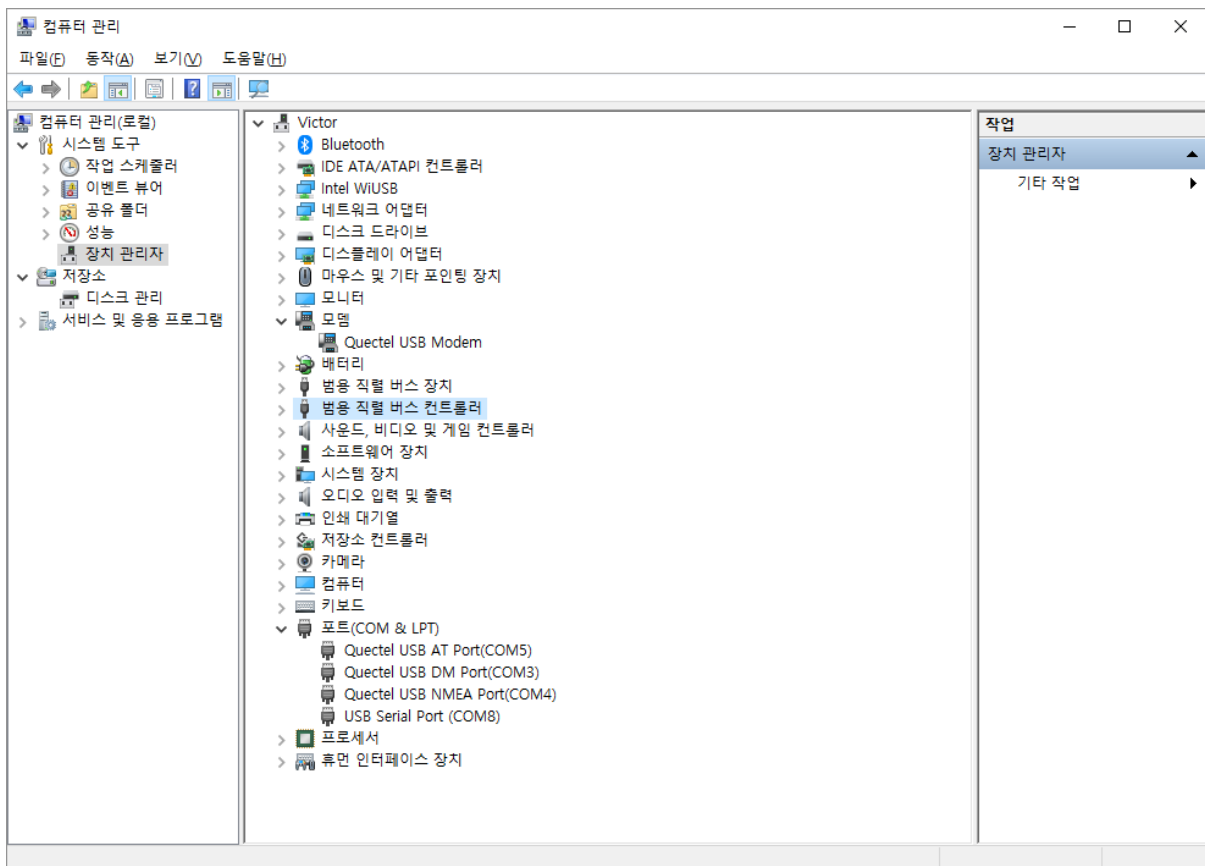 컴퓨터 관리
파일(F) 동작(A) 보기(V) 도움말(H)
컴퓨터 관리(로컬)
시스템 도구
작업 스케줄러
이벤트 뷰어
공유 폴더
성능
장치 관리자
저장소
디스크 관리
서비스 및 응용 프로그램
Victor
Bluetooth
IDE ATA/ATAPI 컨트롤러
Intel WiUSB
네트워크 어댑터
디스크 드라이브
디스플레이 어댑터
마우스 및 기타 포인팅 장치
모니터
모뎀
Quectel USB Modem
배터리
범용 직렬 버스 장치
범용 직렬 버스 컨트롤러
사운드, 비디오 및 게임 컨트롤러
소프트웨어 장치
시스템 장치
오디오 입력 및 출력
인쇄 대기열
저장소 컨트롤러
카메라
컴퓨터
키보드
포트(COM & LPT)
Quectel USB AT Port(COM5)
Quectel USB DM Port(COM3)
Quectel USB NMEA Port(COM4)
USB Serial Port (COM8)
프로세서
휴먼 인터페이스 장치
작업
장치 관리자
기타 작업